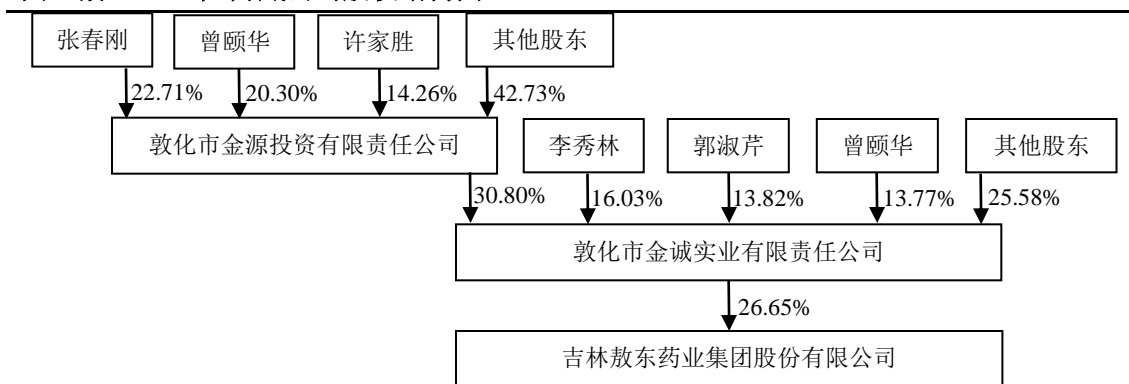 张春刚 曾颐华 许家胜 其他股东
22.71% 20.30% 14.26% 42.73%
敦化市金源投资有限责任公司 李秀林 郭淑芹 曾颐华 其他股东
30.80% 16.03% 13.82% 13.77% 25.58%
敦化市金诚实业有限责任公司
26.65%
吉林敖东药业集团股份有限公司